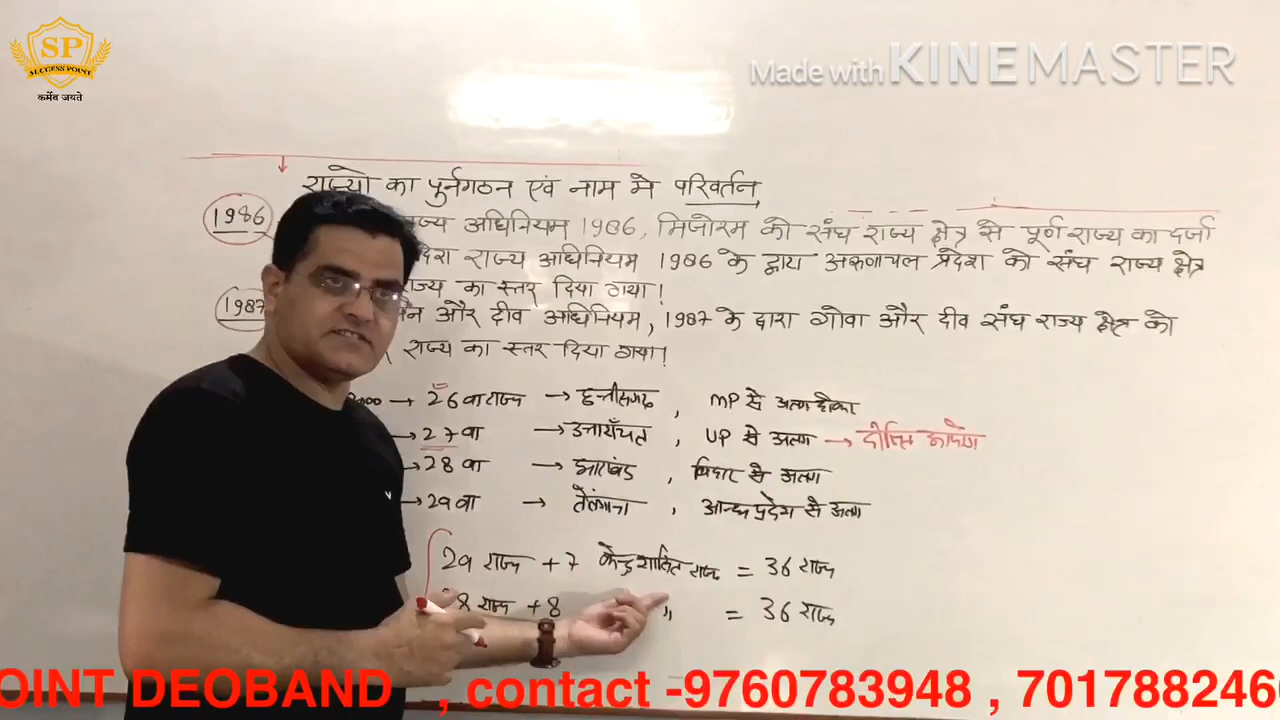 SP
SUCCESS POINT
कर्मेव जयते
Made with KINEMASTER
राज्यो का पुर्नगठन एवं नाम मे परिवर्तन
1986
राज्य अधिनियम 1986, मिजोरम को संघ राज्य क्षेत्र से पूर्ण राज्य का दर्जा
राज्य अधिनियम 1986 के द्वारा अरूणाचल प्रदेश को संघ राज्य क्षेत्र
राज्य का स्तर दिया गया!
1987
और दीव अधिनियम, 1987 के द्वारा गोवा और दीव संघ राज्य क्षेत्र को
राज्य का स्तर दिया गया!
→ 26 वा राज्य → छत्तीसगढ , MP से अलग होकर
→ 27 वा → उत्तराँचल , UP से अलग →
→ 28 वा → झारखंड , बिहार से अलग
→ 29 वा → तेलंगाना , आन्ध्र प्रदेश से अलग
29 राज्य + 7 केन्द्र शासित राज्य = 36 राज्य
8 राज्य + 8 " = 36 राज्य
OINT DEOBAND , contact -9760783948 , 701788246